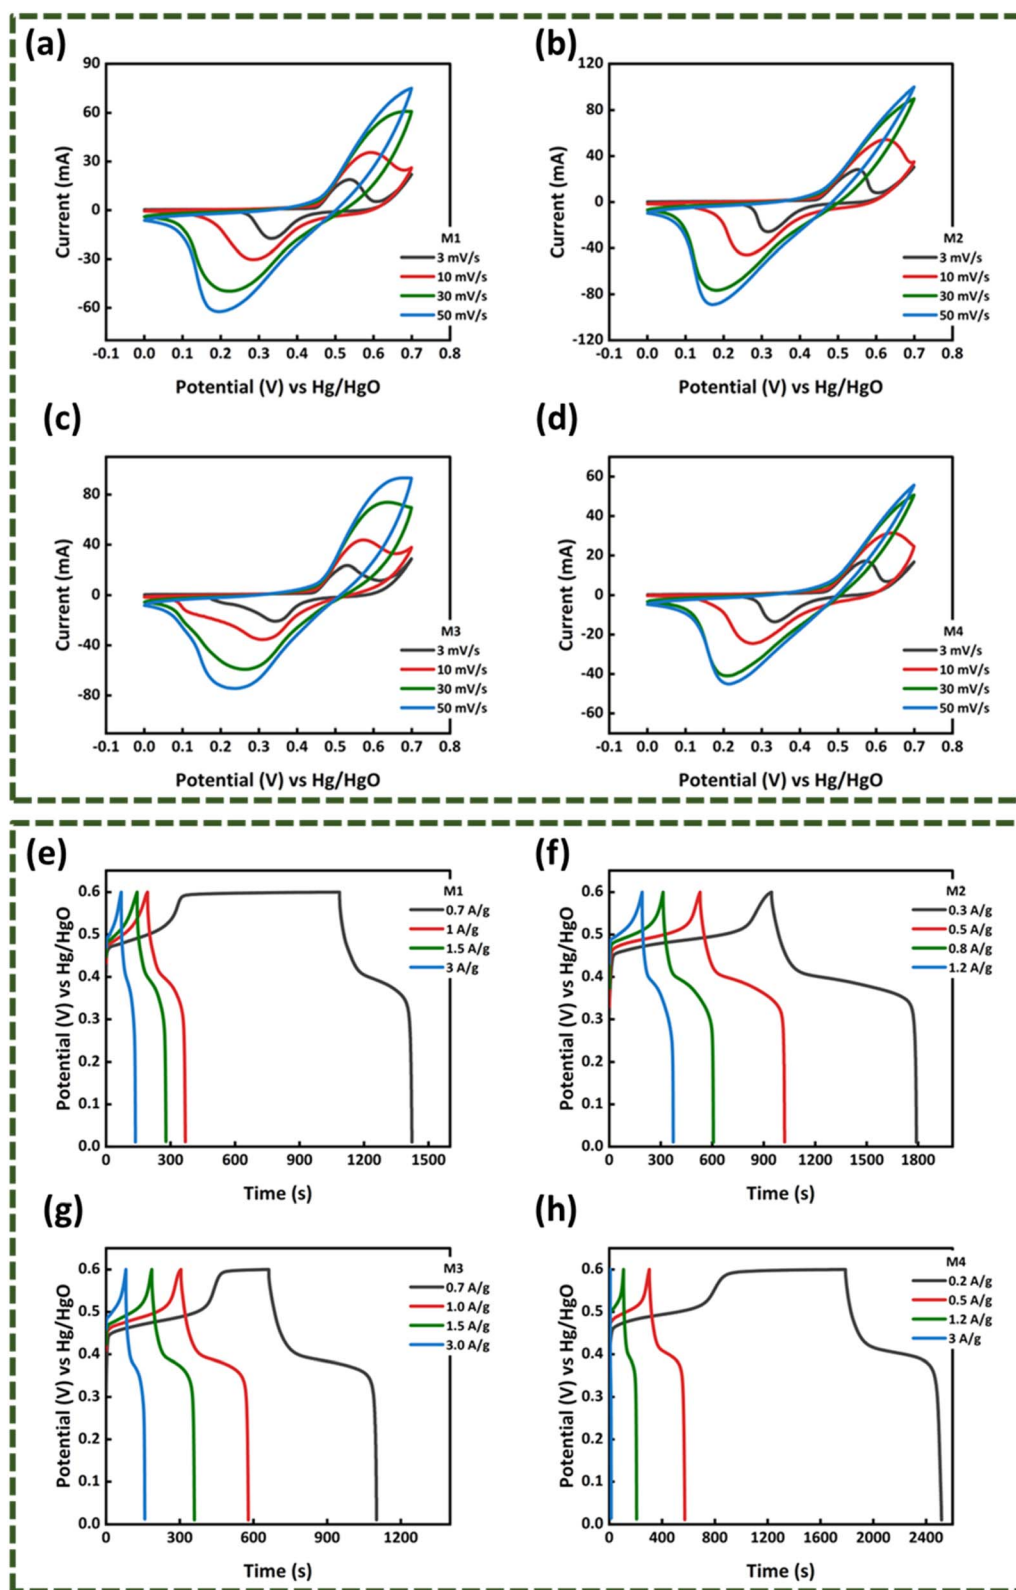 (a)
90
60
30
0
-30
-60
Current (mA)
M1
3 mV/s
10 mV/s
30 mV/s
50 mV/s
-0.1 0.0 0.1 0.2 0.3 0.4 0.5 0.6 0.7 0.8
Potential (V) vs Hg/HgO
(b)
120
80
40
0
-40
-80
-120
Current (mA)
M2
3 mV/s
10 mV/s
30 mV/s
50 mV/s
-0.1 0.0 0.1 0.2 0.3 0.4 0.5 0.6 0.7 0.8
Potential (V) vs Hg/HgO
(c)
80
40
0
-40
-80
Current (mA)
M3
3 mV/s
10 mV/s
30 mV/s
50 mV/s
-0.1 0.0 0.1 0.2 0.3 0.4 0.5 0.6 0.7 0.8
Potential (V) vs Hg/HgO
(d)
60
40
20
0
-20
-40
-60
Current (mA)
M4
3 mV/s
10 mV/s
30 mV/s
50 mV/s
-0.1 0.0 0.1 0.2 0.3 0.4 0.5 0.6 0.7 0.8
Potential (V) vs Hg/HgO
(e)
0.6
0.5
0.4
0.3
0.2
0.1
0.0
Potential (V) vs Hg/HgO
M1
0.7 A/g
1 A/g
1.5 A/g
3 A/g
0 300 600 900 1200 1500
Time (s)
(f)
0.6
0.5
0.4
0.3
0.2
0.1
0.0
Potential (V) vs Hg/HgO
M2
0.3 A/g
0.5 A/g
0.8 A/g
1.2 A/g
0 300 600 900 1200 1500 1800
Time (s)
(g)
0.6
0.5
0.4
0.3
0.2
0.1
0.0
Potential (V) vs Hg/HgO
M3
0.7 A/g
1.0 A/g
1.5 A/g
3.0 A/g
0 300 600 900 1200
Time (s)
(h)
0.6
0.5
0.4
0.3
0.2
0.1
0.0
Potential (V) vs Hg/HgO
M4
0.2 A/g
0.5 A/g
1.2 A/g
3 A/g
0 400 800 1200 1600 2000 2400
Time (s)